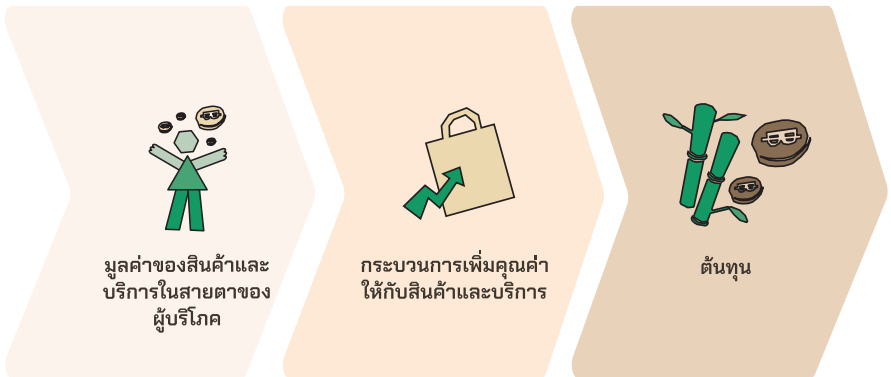 มูลค่าของสินค้าและ
บริการในสายตาของ
ผู้บริโภค
กระบวนการเพิ่มคุณค่า
ให้กับสินค้าและบริการ
ต้นทุน